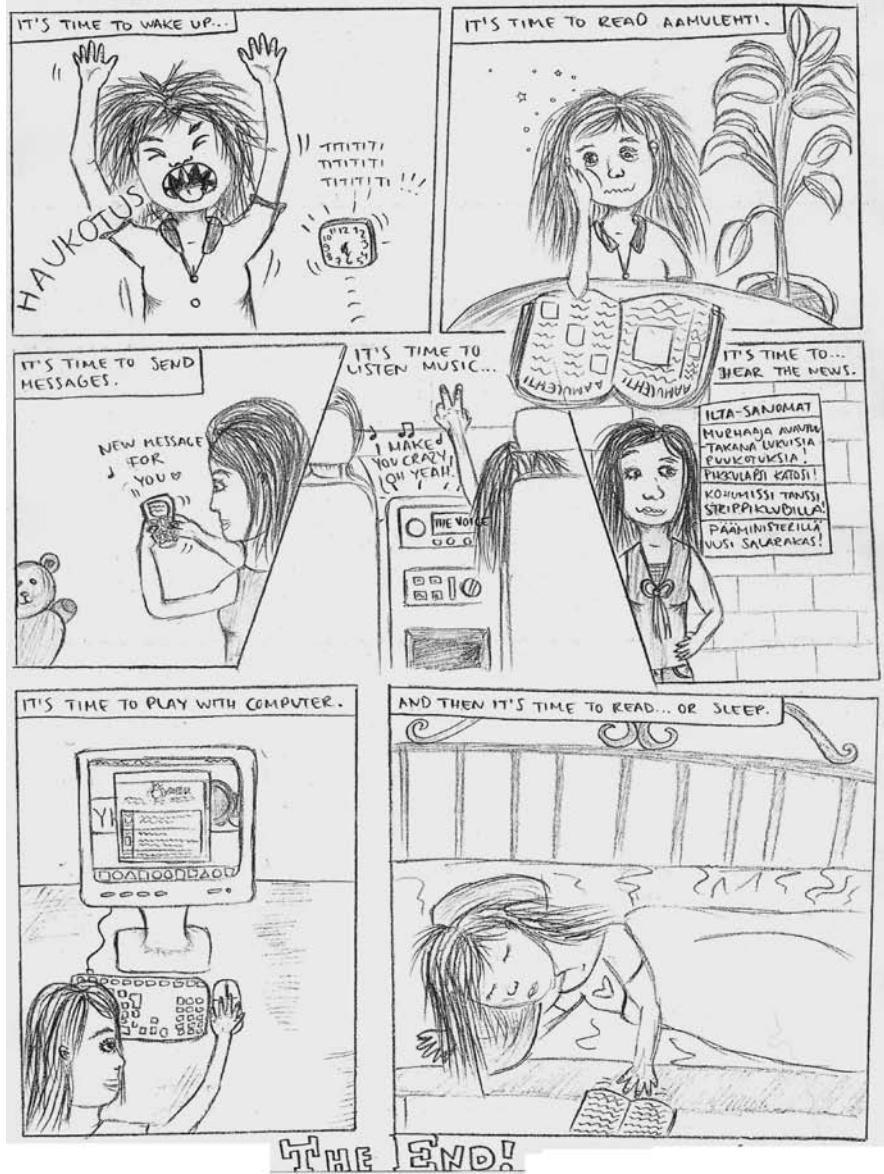 IT'S TIME TO WAKE UP...
HAUKOTUS
TITITITI
TITITITI
TITITITI !!!
IT'S TIME TO READ AAMULEHTI.
AAMULEHTI
AAMULEHTI
IT'S TIME TO SEND
MESSAGES.
NEW MESSAGE
FOR
YOU
IT'S TIME TO
LISTEN MUSIC...
I MAKE
YOU CRAZY,
OH YEAH!
THE VOICE
IT'S TIME TO...
HEAR THE NEWS.
ILTA-SANOMAT
MURHAAJA
TAKANA LUKUISIA
PUUKOTUKSIA!
PIKKULAPSI KATOSI!
KOHUMISSI TANSSI
STRIPPIKLUBILLA!
PÄÄMINISTERILLÄ
UUSI SALARAKAS!
IT'S TIME TO PLAY WITH COMPUTER.
AND THEN IT'S TIME TO READ... OR SLEEP.
THE END!